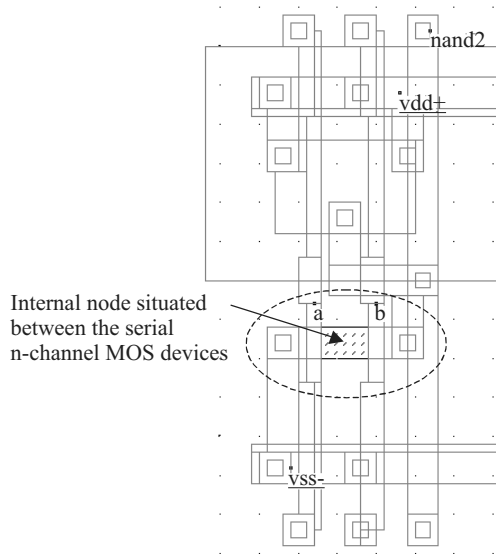 nand2
vdd+
Internal node situated
between the serial
n-channel MOS devices
a
b
vss-